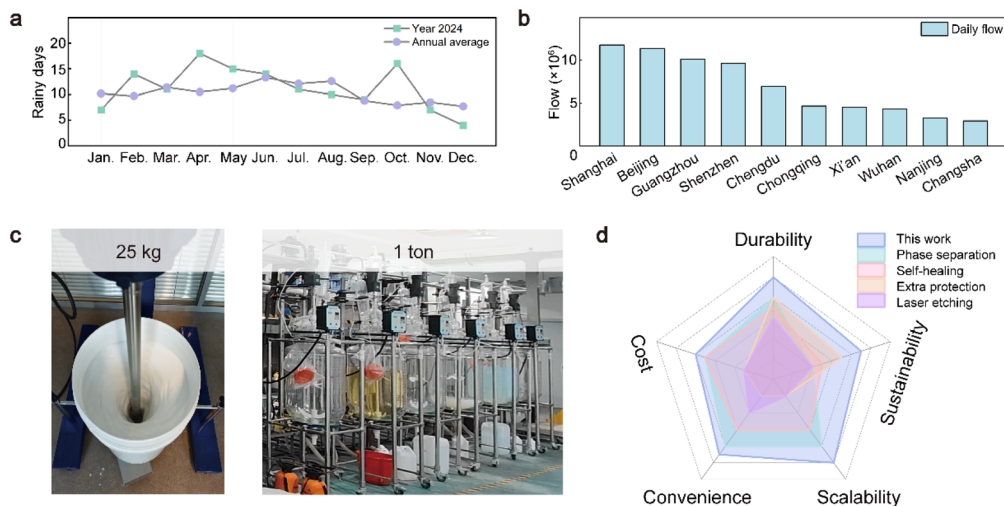 a
Rainy days
20
15
10
5
0
Year 2024
Annual average
Jan. Feb. Mar. Apr. May Jun. Jul. Aug. Sep. Oct. Nov. Dec.
b
Flow (×10⁶)
10
5
0
Daily flow
Shanghai
Beijing
Guangzhou
Shenzhen
Chengdu
Chongqing
Xi'an
Wuhan
Nanjing
Changsha
c
25 kg
1 ton
d
Durability
Sustainability
Scalability
Convenience
Cost
This work
Phase separation
Self-healing
Extra protection
Laser etching